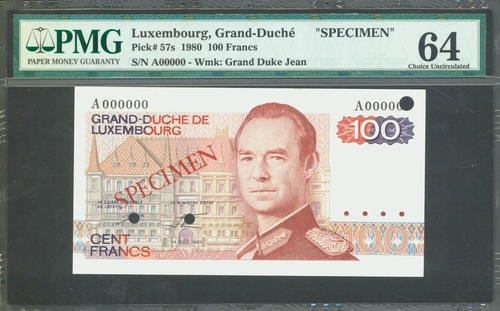 PMG
PAPER MONEY GUARANTY
Luxembourg, Grand-Duché "SPECIMEN"
Pick# 57s 1980 100 Francs
S/N A00000 - Wmk: Grand Duke Jean
64
Choice Uncirculated
A000000
A00000
GRAND-DUCHE DE
LUXEMBOURG
100
SPECIMEN
CENT
FRANCS